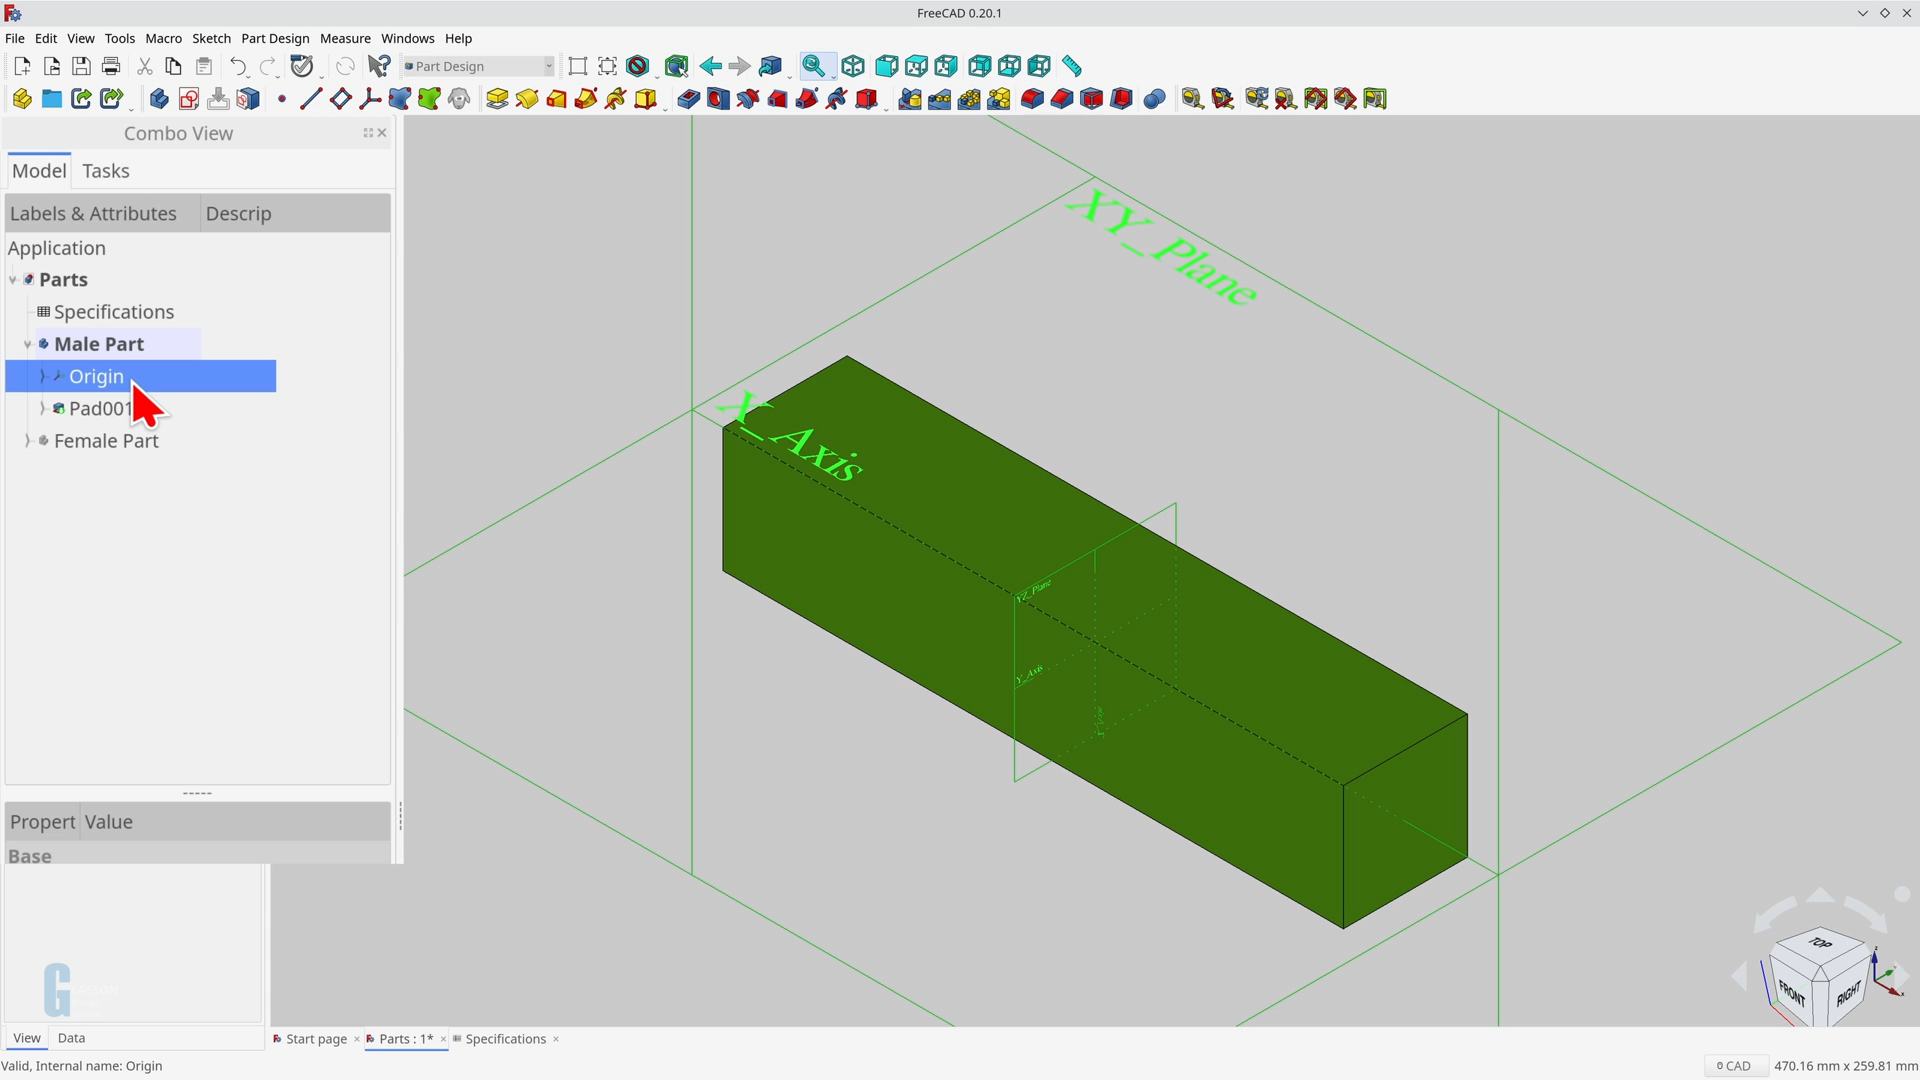 FreeCAD 0.20.1
File Edit View Tools Macro Sketch Part Design Measure Windows Help
Part Design
Combo View
Model Tasks
Labels & Attributes Descrip
Application
Parts
Specifications
Male Part
Origin
Pad001
Female Part
Propert Value
Base
XY_Plane
X_Axis
YZ_Plane
Y_Axis
TOP
FRONT
RIGHT
G
View Data
Start page
Parts : 1*
Specifications
Valid, Internal name: Origin
CAD
470.16 mm x 259.81 mm